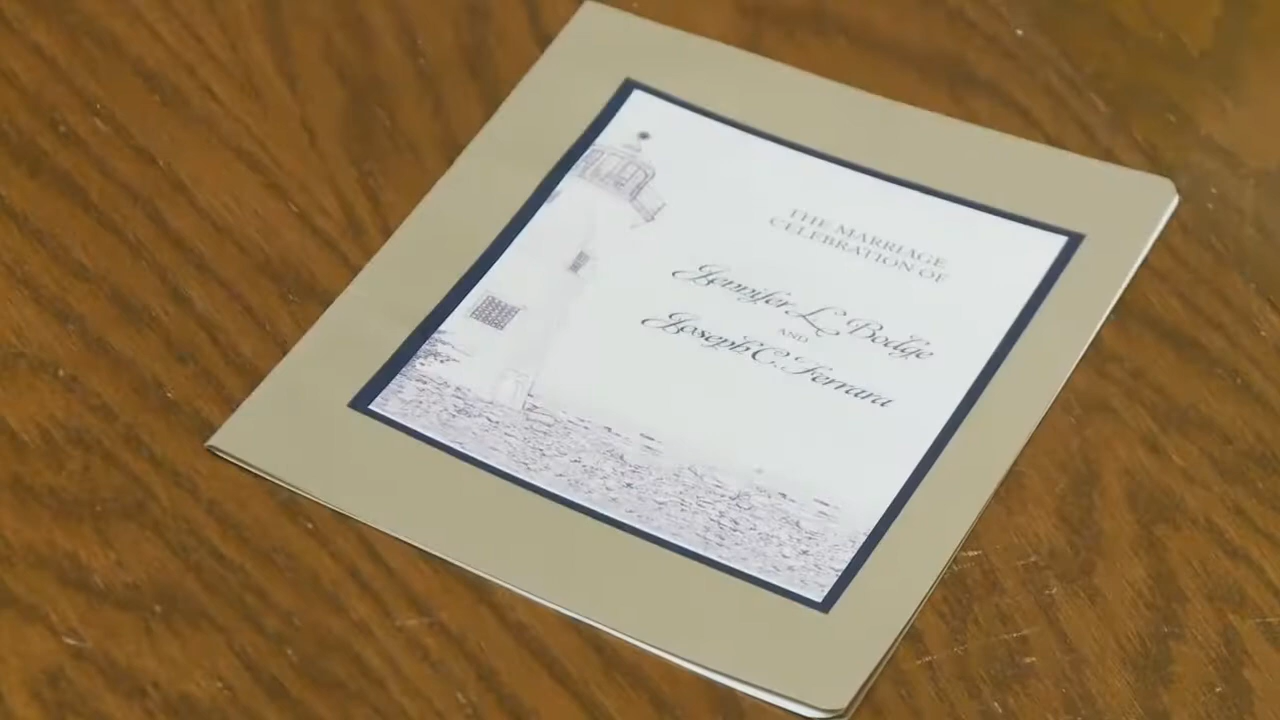 THE MARRIAGE
CELEBRATION OF
Jennifer L. Bodge
AND
Joseph C. Ferrara